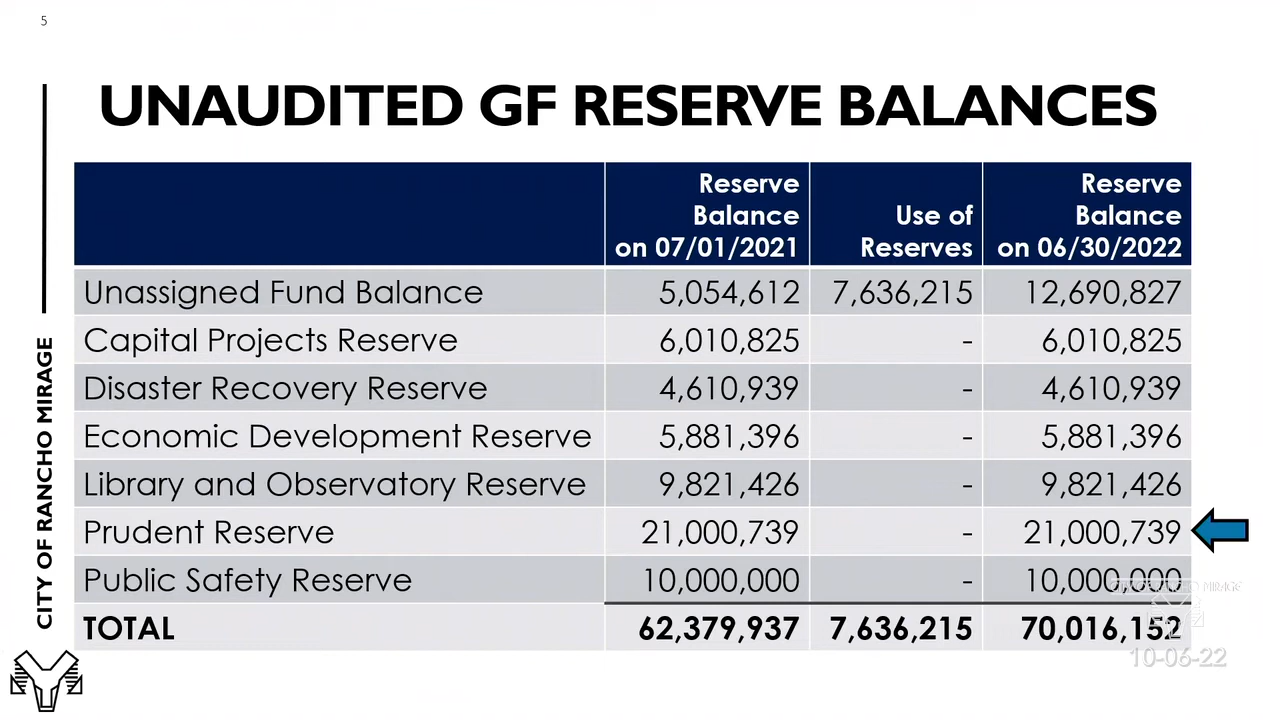 5
UNAUDITED GF RESERVE BALANCES
Reserve Balance on 07/01/2021 Use of Reserves Reserve Balance on 06/30/2022
Unassigned Fund Balance 5,054,612 7,636,215 12,690,827
Capital Projects Reserve 6,010,825 - 6,010,825
Disaster Recovery Reserve 4,610,939 - 4,610,939
Economic Development Reserve 5,881,396 - 5,881,396
Library and Observatory Reserve 9,821,426 - 9,821,426
Prudent Reserve 21,000,739 - 21,000,739
Public Safety Reserve 10,000,000 - 10,000,000
TOTAL 62,379,937 7,636,215 70,016,152
CITY OF RANCHO MIRAGE
CITY OF RANCHO MIRAGE
10-06-22